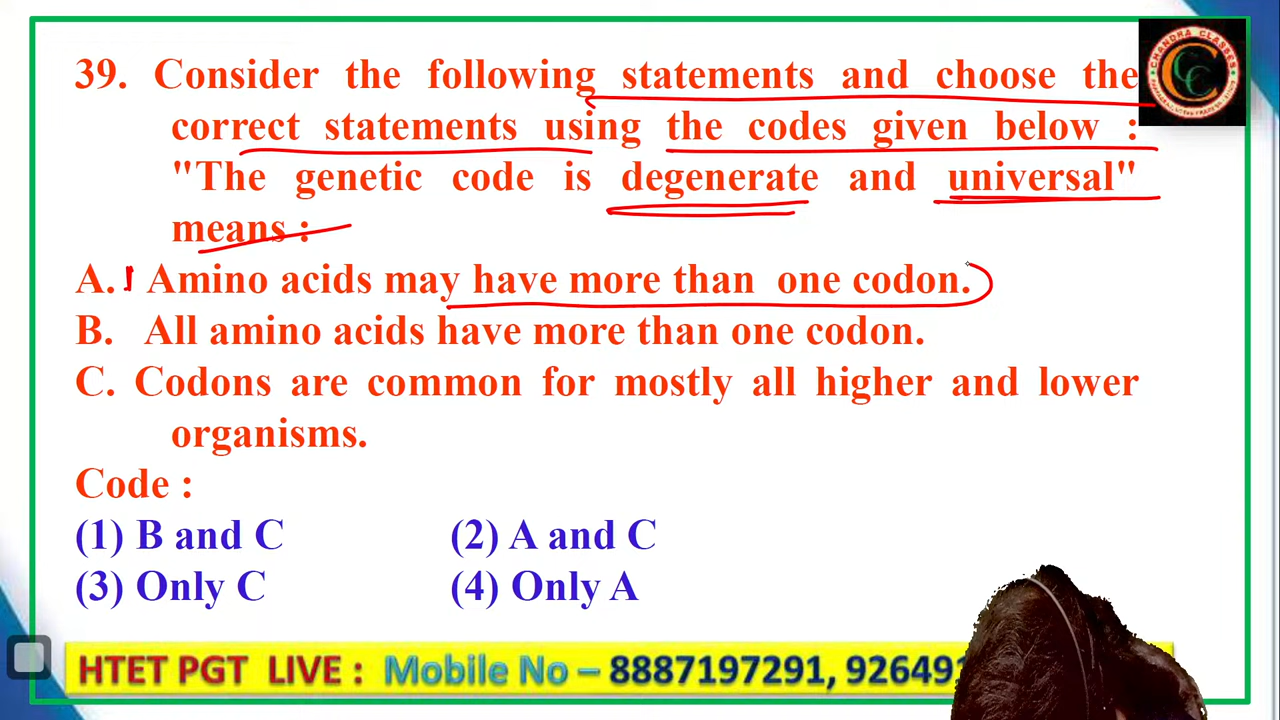 39. Consider the following statements and choose the
correct statements using the codes given below :
"The genetic code is degenerate and universal"
means :
A. Amino acids may have more than one codon.
B. All amino acids have more than one codon.
C. Codons are common for mostly all higher and lower
organisms.
Code :
(1) B and C (2) A and C
(3) Only C (4) Only A
CHANDRA CLASSES
HTET PGT LIVE : Mobile No – 8887197291, 92649